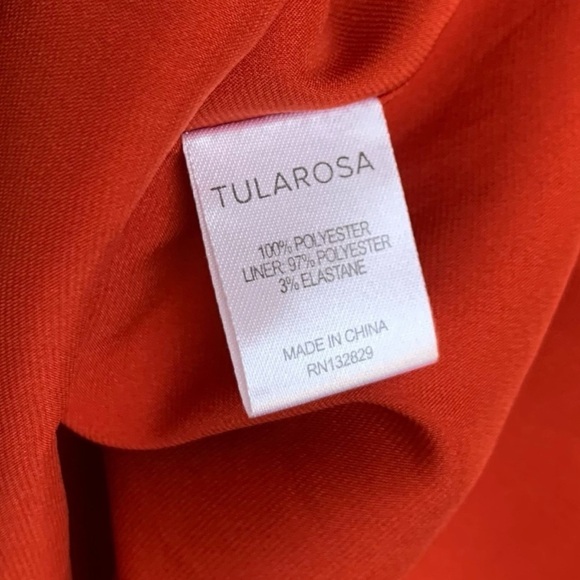 TULAROSA
100% POLYESTER
LINER: 97% POLYESTER
3% ELASTANE
MADE IN CHINA
RN132829